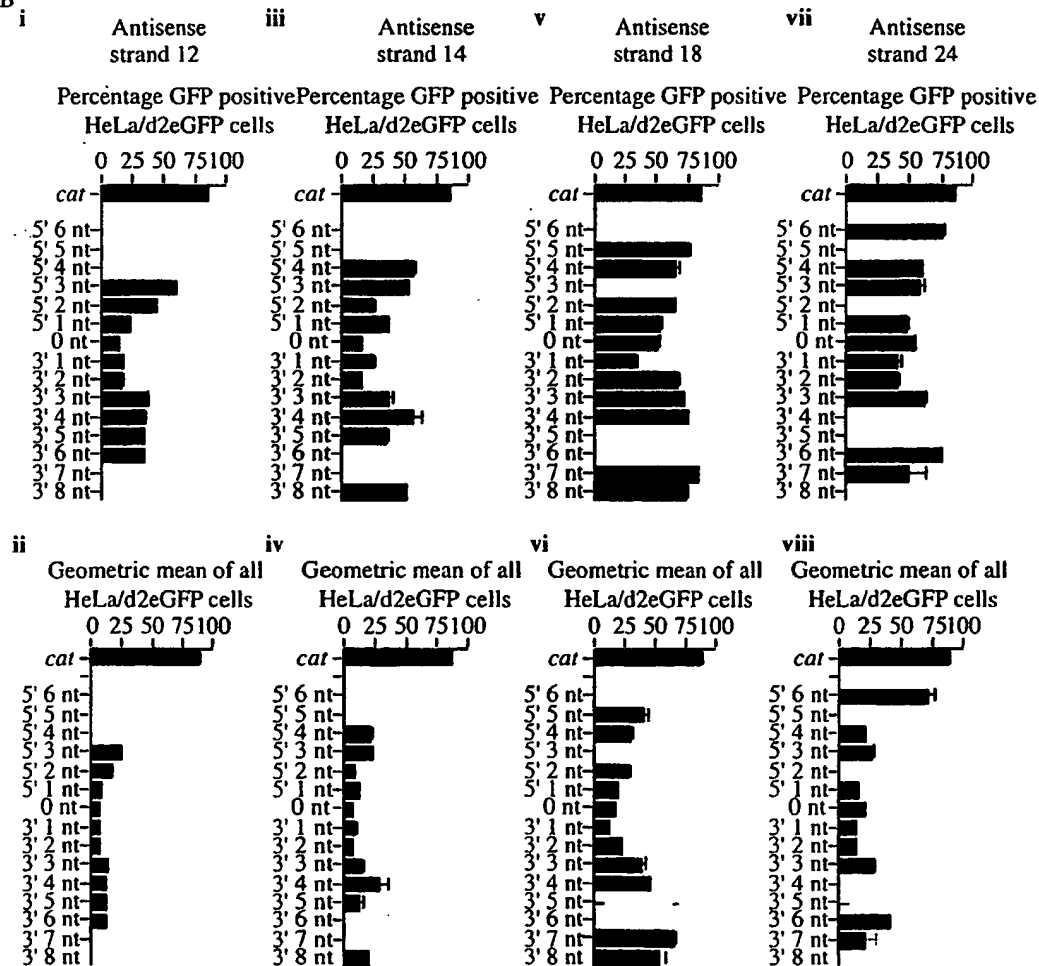 B
i
Antisense
strand 12
Percentage GFP positive
HeLa/d2eGFP cells
0 25 50 75100
cat
5' 6 nt
5' 5 nt
5' 4 nt
5' 3 nt
5' 2 nt
5' 1 nt
0 nt
3' 1 nt
3' 2 nt
3' 3 nt
3' 4 nt
3' 5 nt
3' 6 nt
3' 7 nt
3' 8 nt
iii
Antisense
strand 14
Percentage GFP positive
HeLa/d2eGFP cells
0 25 50 75100
cat
5' 6 nt
5' 5 nt
5' 4 nt
5' 3 nt
5' 2 nt
5' 1 nt
0 nt
3' 1 nt
3' 2 nt
3' 3 nt
3' 4 nt
3' 5 nt
3' 6 nt
3' 7 nt
3' 8 nt
v
Antisense
strand 18
Percentage GFP positive
HeLa/d2eGFP cells
0 25 50 75100
cat
5' 6 nt
5' 5 nt
5' 4 nt
5' 3 nt
5' 2 nt
5' 1 nt
0 nt
3' 1 nt
3' 2 nt
3' 3 nt
3' 4 nt
3' 5 nt
3' 6 nt
3' 7 nt
3' 8 nt
vii
Antisense
strand 24
Percentage GFP positive
HeLa/d2eGFP cells
0 25 50 75100
cat
5' 6 nt
5' 5 nt
5' 4 nt
5' 3 nt
5' 2 nt
5' 1 nt
0 nt
3' 1 nt
3' 2 nt
3' 3 nt
3' 4 nt
3' 5 nt
3' 6 nt
3' 7 nt
3' 8 nt
ii
Geometric mean of all
HeLa/d2eGFP cells
0 25 50 75100
cat
5' 6 nt
5' 5 nt
5' 4 nt
5' 3 nt
5' 2 nt
5' 1 nt
0 nt
3' 1 nt
3' 2 nt
3' 3 nt
3' 4 nt
3' 5 nt
3' 6 nt
3' 7 nt
3' 8 nt
iv
Geometric mean of all
HeLa/d2eGFP cells
0 25 50 75100
cat
5' 6 nt
5' 5 nt
5' 4 nt
5' 3 nt
5' 2 nt
5' 1 nt
0 nt
3' 1 nt
3' 2 nt
3' 3 nt
3' 4 nt
3' 5 nt
3' 6 nt
3' 7 nt
3' 8 nt
vi
Geometric mean of all
HeLa/d2eGFP cells
0 25 50 75100
cat
5' 6 nt
5' 5 nt
5' 4 nt
5' 3 nt
5' 2 nt
5' 1 nt
0 nt
3' 1 nt
3' 2 nt
3' 3 nt
3' 4 nt
3' 5 nt
3' 6 nt
3' 7 nt
3' 8 nt
viii
Geometric mean of all
HeLa/d2eGFP cells
0 25 50 75100
cat
5' 6 nt
5' 5 nt
5' 4 nt
5' 3 nt
5' 2 nt
5' 1 nt
0 nt
3' 1 nt
3' 2 nt
3' 3 nt
3' 4 nt
3' 5 nt
3' 6 nt
3' 7 nt
3' 8 nt